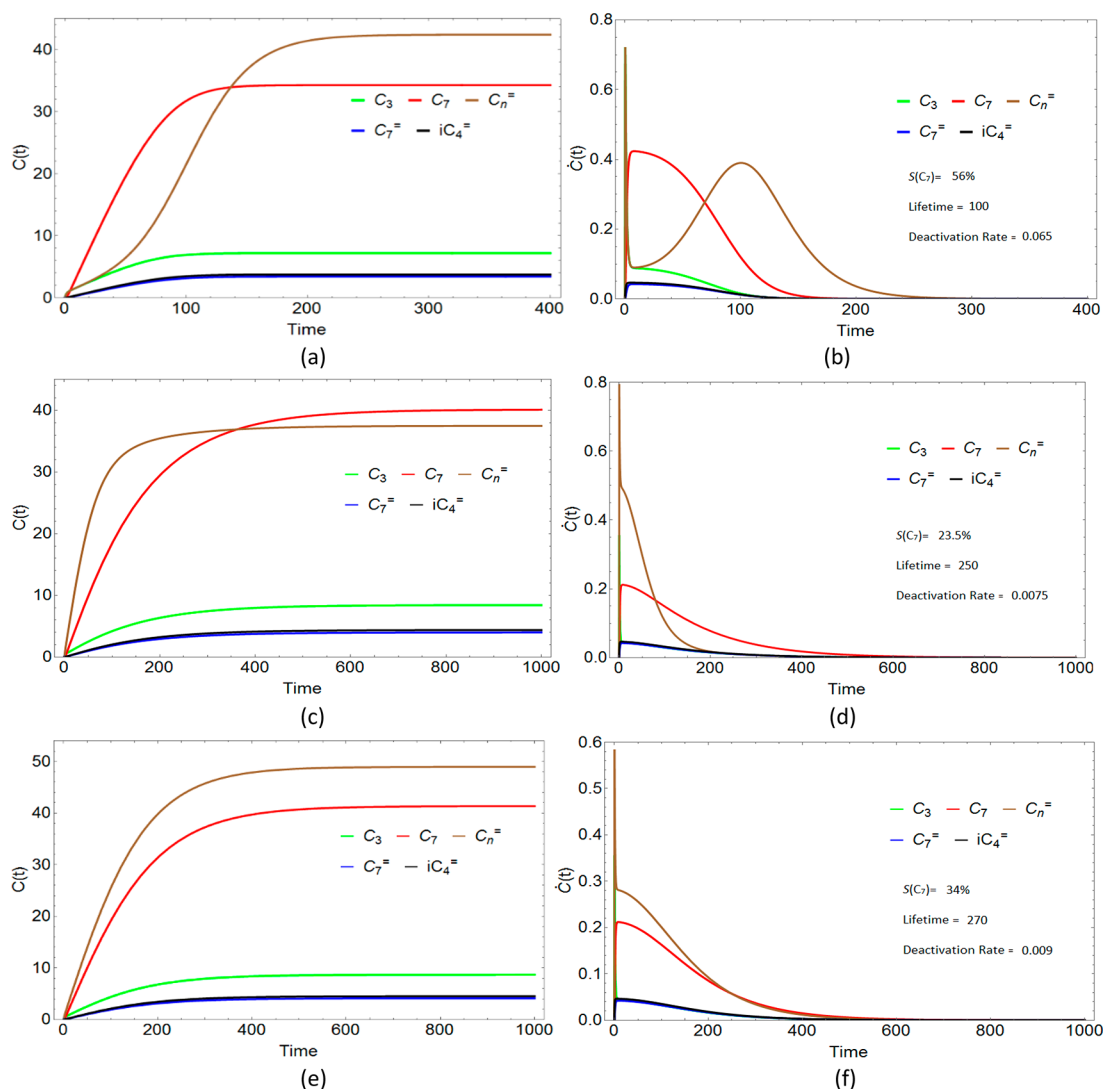 C(t)
40
30
20
10
0
0
100
200
300
400
Time
C₃ C₇ Cₙ⁼
C₇⁼ iC₄⁼
(a)
Ċ(t)
0.8
0.6
0.4
0.2
0.0
0
100
200
300
400
Time
C₃ C₇ Cₙ⁼
C₇⁼ iC₄⁼
S(C₇)= 56%
Lifetime = 100
Deactivation Rate = 0.065
(b)
C(t)
40
30
20
10
0
0
200
400
600
800
1000
Time
C₃ C₇ Cₙ⁼
C₇⁼ iC₄⁼
(c)
Ċ(t)
0.8
0.6
0.4
0.2
0.0
0
200
400
600
800
1000
Time
C₃ C₇ Cₙ⁼
C₇⁼ iC₄⁼
S(C₇)= 23.5%
Lifetime = 250
Deactivation Rate = 0.0075
(d)
C(t)
50
40
30
20
10
0
0
200
400
600
800
1000
Time
C₃ C₇ Cₙ⁼
C₇⁼ iC₄⁼
(e)
Ċ(t)
0.6
0.5
0.4
0.3
0.2
0.1
0.0
0
200
400
600
800
1000
Time
C₃ C₇ Cₙ⁼
C₇⁼ iC₄⁼
S(C₇)= 34%
Lifetime = 270
Deactivation Rate = 0.009
(f)